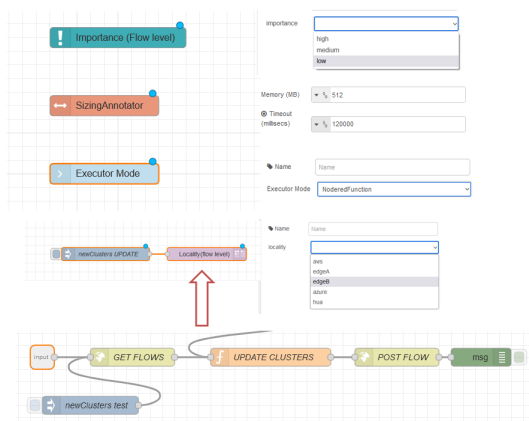 Importance (Flow level)
importance
high
medium
low
SizingAnnotator
Memory (MB)
512
Timeout
(millisecs)
120000
Executor Mode
Name
Name
Executor Mode
NoderedFunction
newClusters UPDATE
Locality(flow level)
Name
Name
locality
aws
edgeA
edgeB
azure
hua
input
GET FLOWS
UPDATE CLUSTERS
POST FLOW
msg
newClusters test